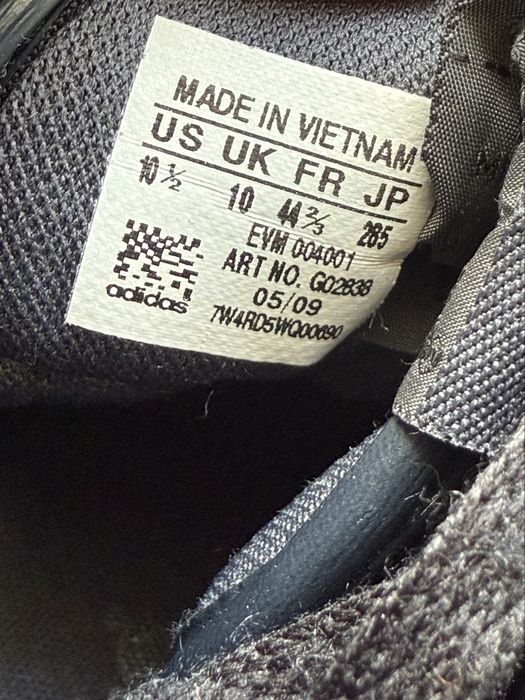 MADE IN VIETNAM
US UK FR JP
10 1/2 10 44 2/3 285
EVM 004001
ART NO. G02838
05/09
7W4RD5WQ00690
adidas